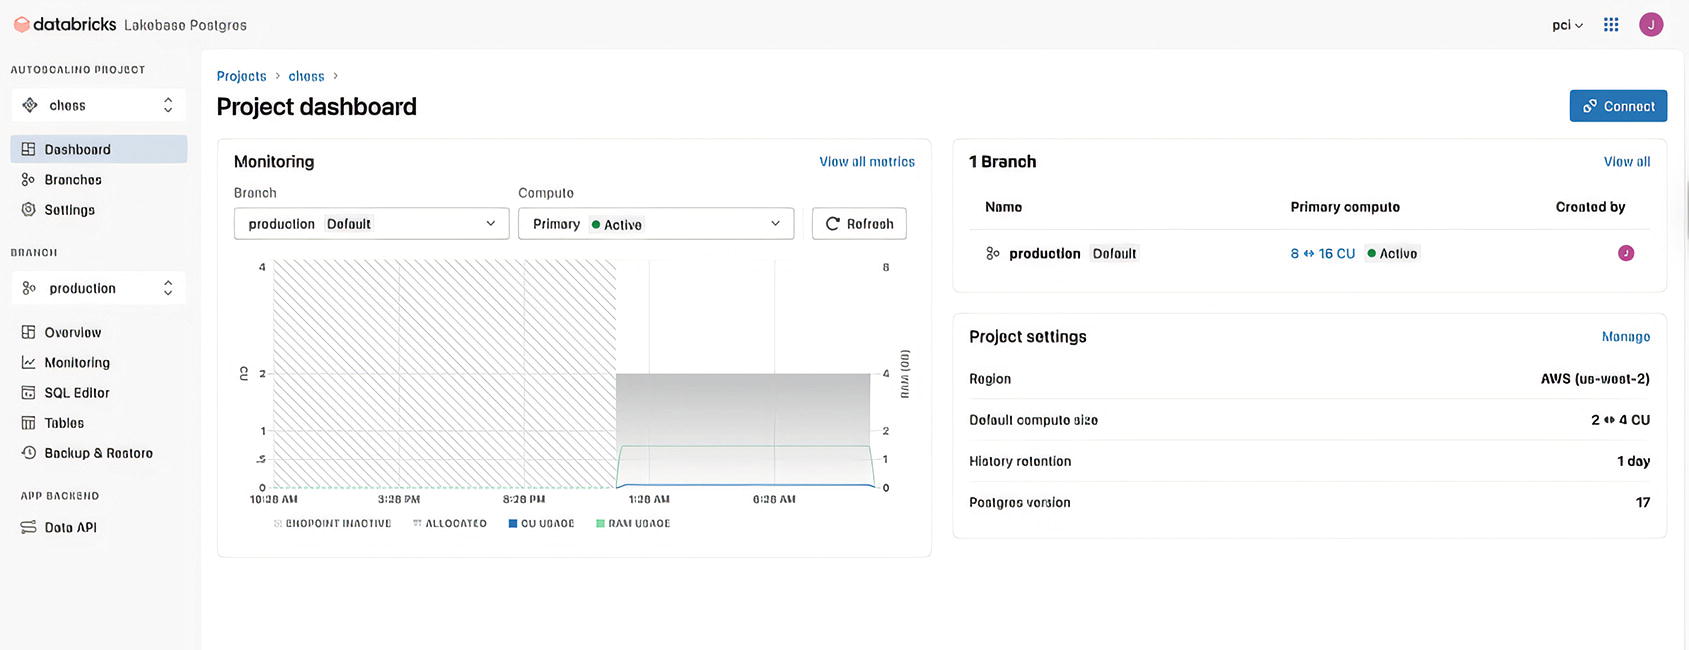 databricks Lakebase Postgres
pci
J
AUTOSCALING PROJECT
chess
Dashboard
Branches
Settings
BRANCH
production
Overview
Monitoring
SQL Editor
Tables
Backup & Restore
APP BACKEND
Data API
Projects > chess >
Project dashboard
Connect
Monitoring
View all metrics
Branch
Compute
production Default
Primary Active
Refresh
4
2
1
.5
0
CU
8
4
2
1
0
RAM (GB)
10:28 AM 3:28 PM 8:28 PM 1:28 AM 6:28 AM
ENDPOINT INACTIVE ALLOCATED CU USAGE RAM USAGE
1 Branch
View all
Name Primary compute Created by
production Default 8 ↔ 16 CU Active J
Project settings
Manage
Region AWS (us-west-2)
Default compute size 2 ↔ 4 CU
History retention 1 day
Postgres version 17